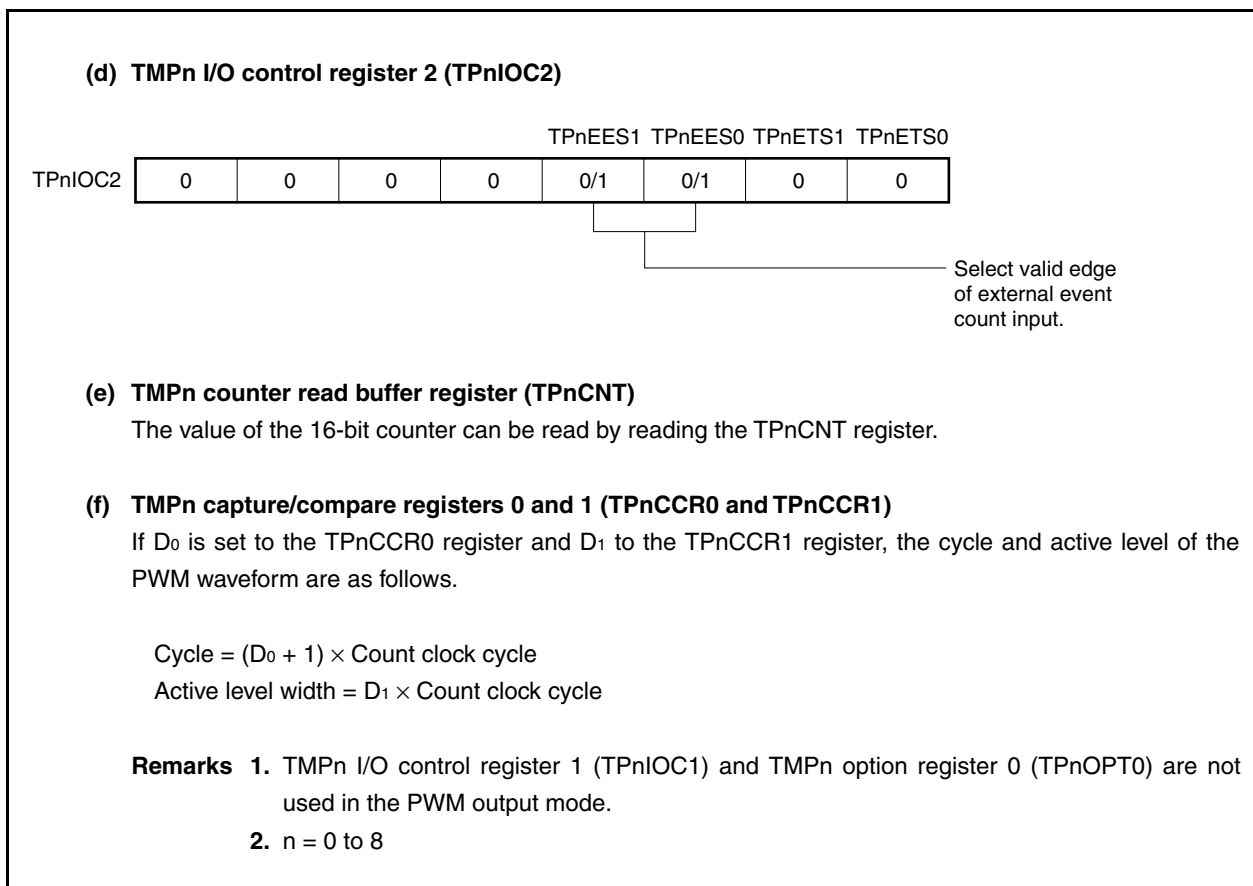 (d) TMPn I/O control register 2 (TPnIOC2)
TPnEES1 TPnEES0 TPnETS1 TPnETS0
TPnIOC2 0 0 0 0 0/1 0/1 0 0
Select valid edge
of external event
count input.
(e) TMPn counter read buffer register (TPnCNT)
The value of the 16-bit counter can be read by reading the TPnCNT register.
(f) TMPn capture/compare registers 0 and 1 (TPnCCR0 and TPnCCR1)
If D0 is set to the TPnCCR0 register and D1 to the TPnCCR1 register, the cycle and active level of the
PWM waveform are as follows.
Cycle = (D0 + 1) × Count clock cycle
Active level width = D1 × Count clock cycle
Remarks 1. TMPn I/O control register 1 (TPnIOC1) and TMPn option register 0 (TPnOPT0) are not
used in the PWM output mode.
2. n = 0 to 8